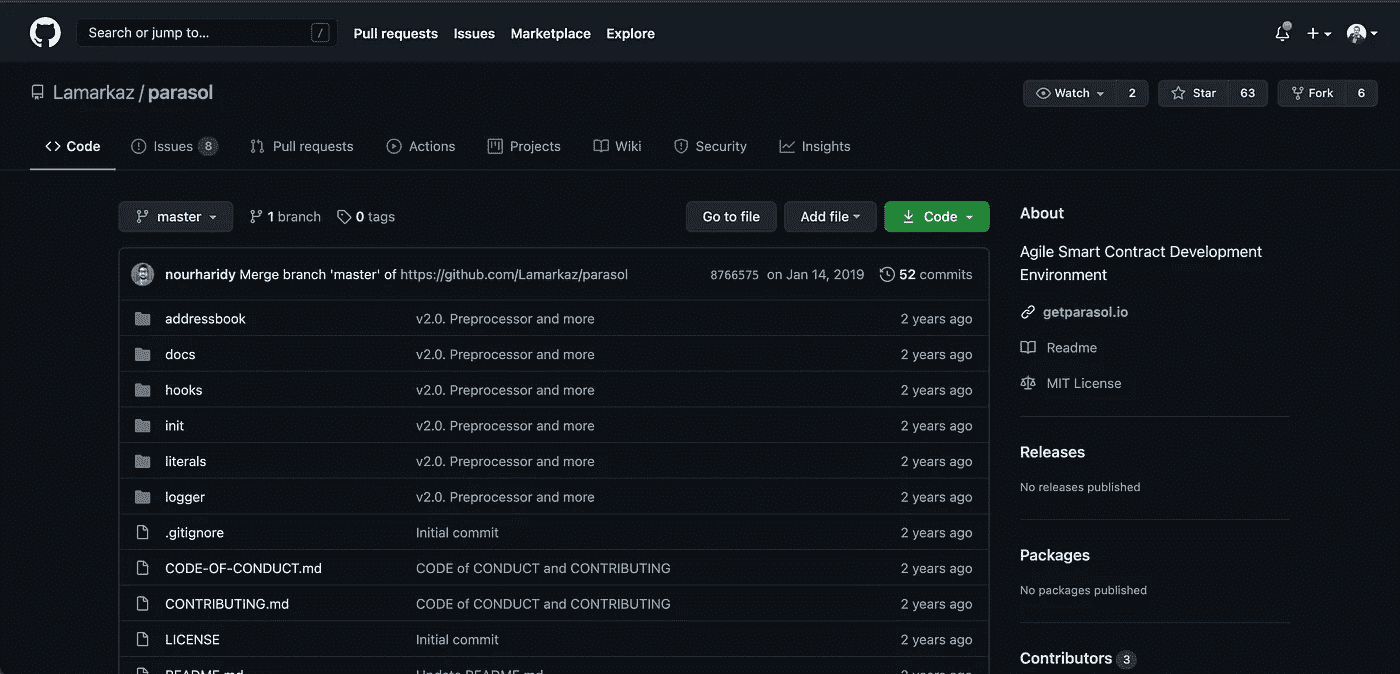 Search or jump to... /
Pull requests Issues Marketplace Explore
Lamarkaz / parasol
Watch 2 Star 63 Fork 6
Code Issues 8 Pull requests Actions Projects Wiki Security Insights
master 1 branch 0 tags Go to file Add file Code
nourharidy Merge branch 'master' of https://github.com/Lamarkaz/parasol 8766575 on Jan 14, 2019 52 commits
addressbook v2.0. Preprocessor and more 2 years ago
docs v2.0. Preprocessor and more 2 years ago
hooks v2.0. Preprocessor and more 2 years ago
init v2.0. Preprocessor and more 2 years ago
literals v2.0. Preprocessor and more 2 years ago
logger v2.0. Preprocessor and more 2 years ago
.gitignore Initial commit 2 years ago
CODE-OF-CONDUCT.md CODE of CONDUCT and CONTRIBUTING 2 years ago
CONTRIBUTING.md CODE of CONDUCT and CONTRIBUTING 2 years ago
LICENSE Initial commit 2 years ago
README.md Update README.md 2 years ago
About
Agile Smart Contract Development
Environment
getparasol.io
Readme
MIT License
Releases
No releases published
Packages
No packages published
Contributors 3